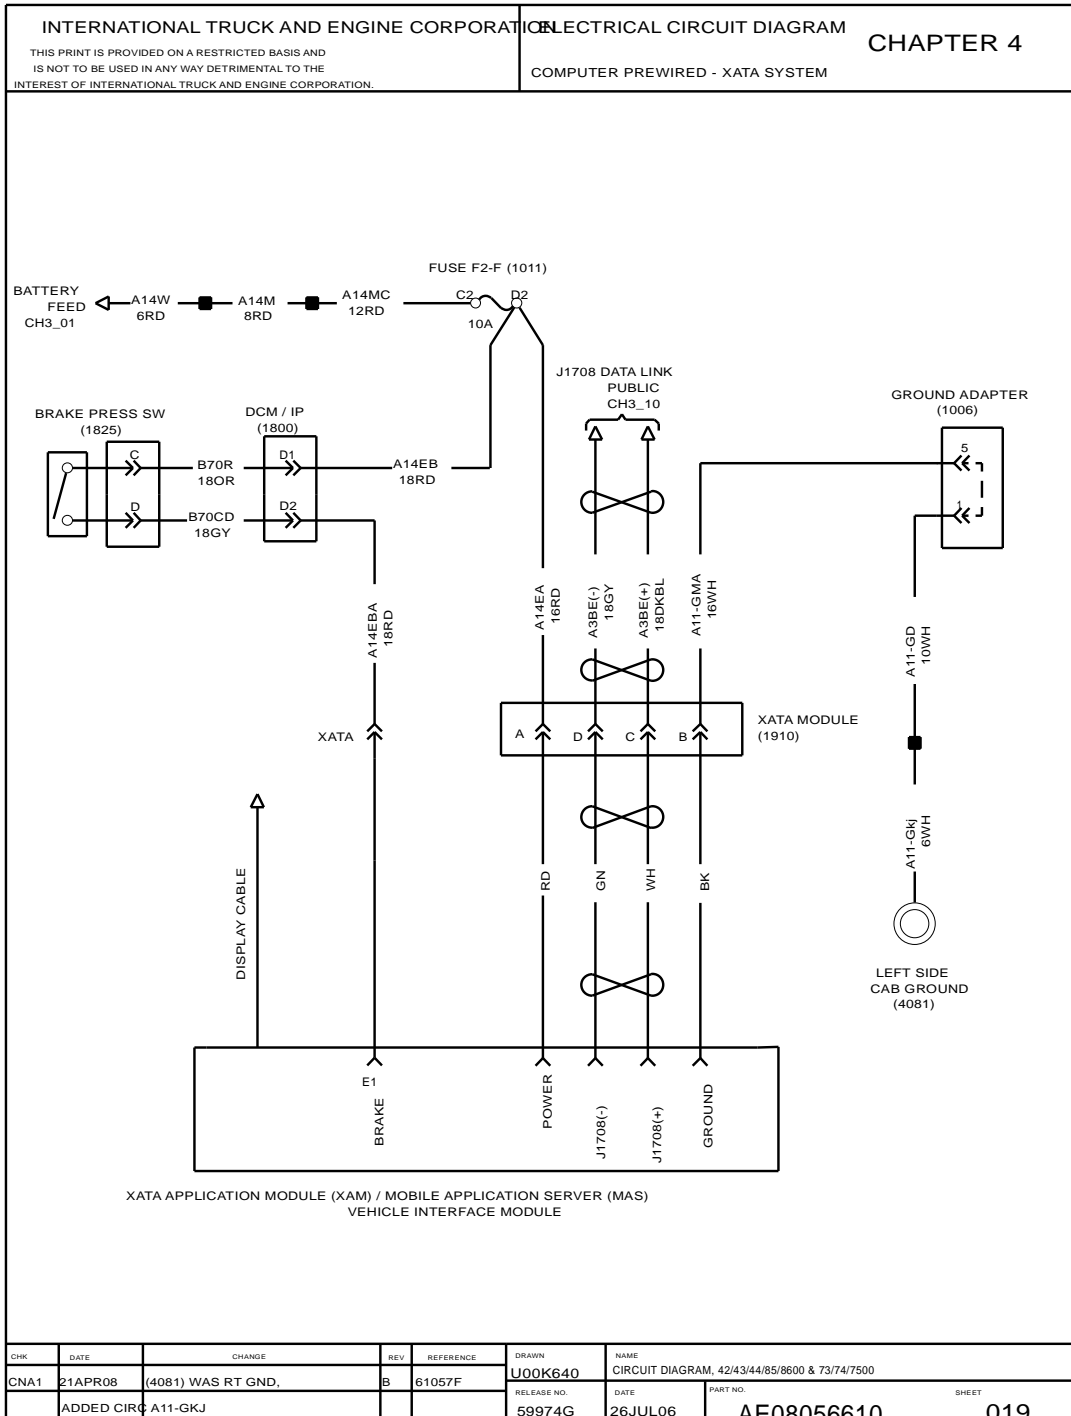 INTERNATIONAL TRUCK AND ENGINE CORPORATION
ELECTRICAL CIRCUIT DIAGRAM
CHAPTER 4
THIS PRINT IS PROVIDED ON A RESTRICTED BASIS AND
IS NOT TO BE USED IN ANY WAY DETRIMENTAL TO THE
INTEREST OF INTERNATIONAL TRUCK AND ENGINE CORPORATION.
COMPUTER PREWIRED - XATA SYSTEM
FUSE F2-F (1011)
BATTERY
FEED
CH3_01
A14W
6RD
A14M
8RD
A14MC
12RD
C2
D2
10A
J1708 DATA LINK
PUBLIC
CH3_10
GROUND ADAPTER
(1006)
BRAKE PRESS SW
(1825)
DCM / IP
(1800)
C
B70R
18OR
D1
A14EB
18RD
5
D
B70CD
18GY
D2
1
A14EBA
18RD
A14EA
16RD
A3BE(-)
18GY
A3BE(+)
18DKBL
A11-GMA
16WH
A11-GD
10WH
XATA
A
D
C
B
XATA MODULE
(1910)
DISPLAY CABLE
RD
GN
WH
BK
A11-Gkj
6WH
LEFT SIDE
CAB GROUND
(4081)
E1
BRAKE
POWER
J1708(-)
J1708(+)
GROUND
XATA APPLICATION MODULE (XAM) / MOBILE APPLICATION SERVER (MAS)
VEHICLE INTERFACE MODULE
CHK
DATE
CHANGE
REV
REFERENCE
DRAWN
NAME
CNA1
21APR08
(4081) WAS RT GND,
B
61057F
U00K640
CIRCUIT DIAGRAM, 42/43/44/85/8600 & 73/74/7500
RELEASE NO.
DATE
PART NO.
SHEET
ADDED CIRC A11-GKJ
59974G
26JUL06
AE08056610
019